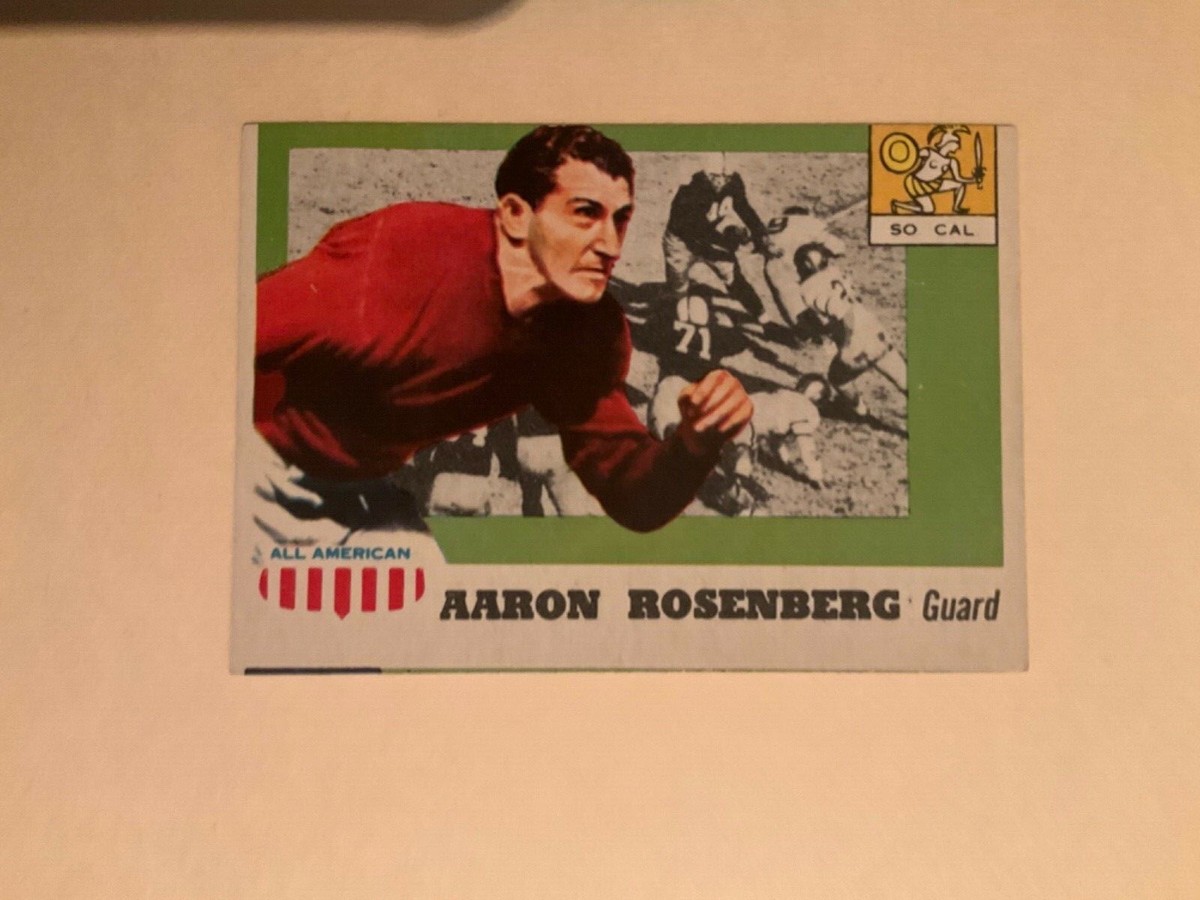 SO CAL
71
ALL AMERICAN
AARON ROSENBERG Guard